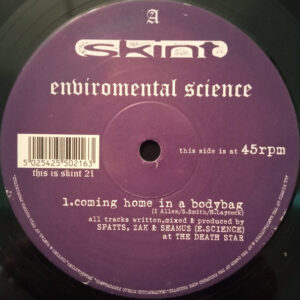 A
skint
enviromental science
5 025425 502163
this is skint 21
this side is at 45rpm
1.coming home in a bodybag
(I Allen/S.Smith/H.Laycock)
all tracks written,mixed & produced by
SPATTS, ZAK & SEAMUS (E.SCIENCE)
at THE DEATH STAR